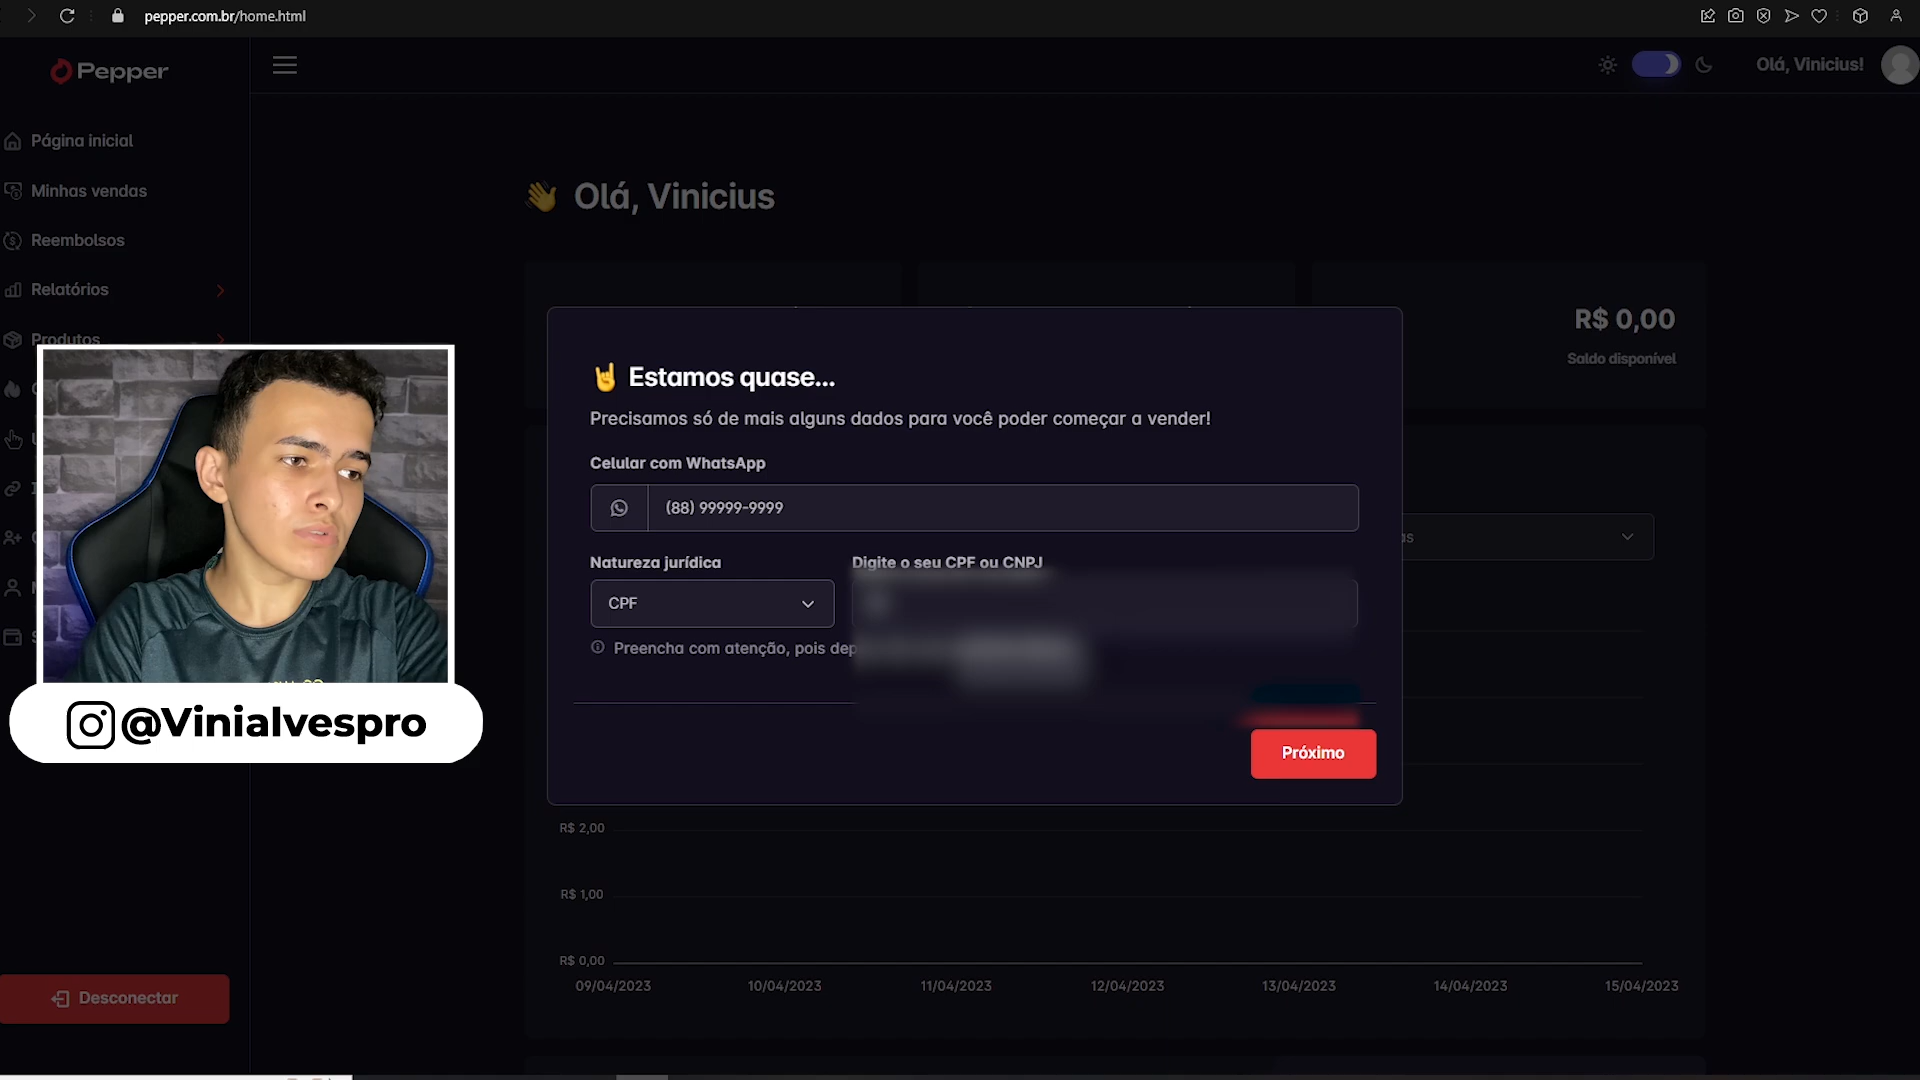 pepper.com.br/home.html
Pepper
Olá, Vinicius!
Página inicial
Minhas vendas
Reembolsos
Relatórios
Produtos
Olá, Vinicius
R$ 0,00
Saldo disponível
Estamos quase...
Precisamos só de mais alguns dados para você poder começar a vender!
Celular com WhatsApp
(88) 99999-9999
Natureza jurídica
Digite o seu CPF ou CNPJ
CPF
Preencha com atenção, pois
Próximo
@Vinialvespro
R$ 2,00
R$ 1,00
R$ 0,00
09/04/2023
10/04/2023
11/04/2023
12/04/2023
13/04/2023
14/04/2023
15/04/2023
Desconectar